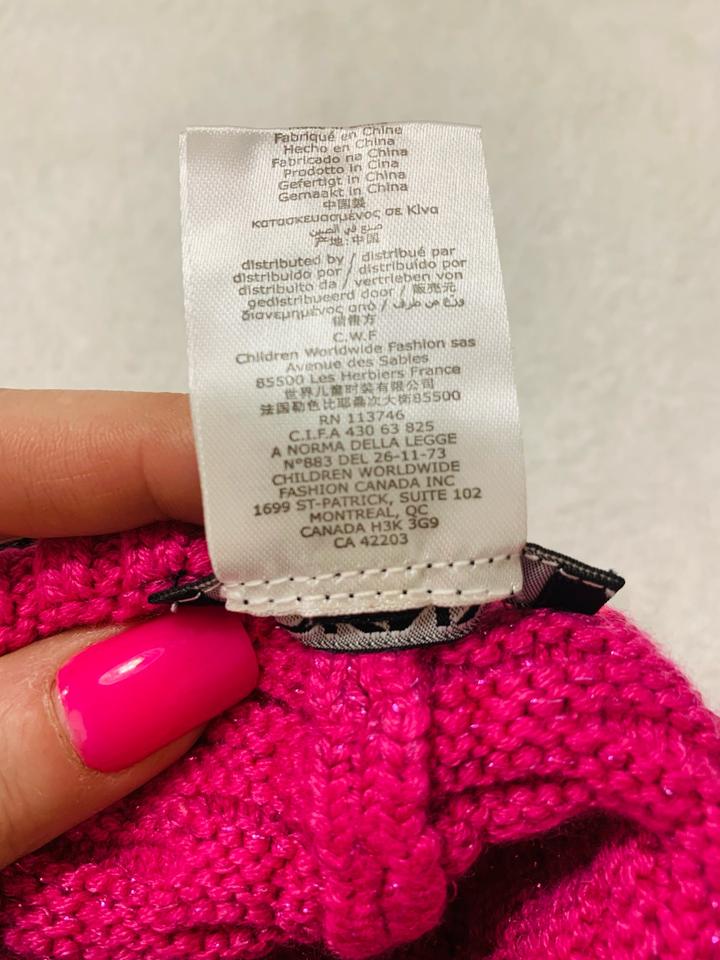 Fabriqué en Chine
Hecho en China
Fabricado na China
Prodotto in Cina
Gefertigt in China
Gemaakt in China
中国製
κατασκευασμένος σε Κίνα
صنع في الصين
产地:中国
distributed by / distribué par
distribuido por / distribuído por
distribuito da / vertrieben von
gedistribueerd door / 販売元
διανεμημένος από / وزع من طرف
销售方
C.W.F
Children Worldwide Fashion sas
Avenue des Sables
85500 Les Herbiers France
世界儿童时装有限公司
法国勒色比耶桑次大街85500
RN 113746
C.I.F.A 430 63 825
A NORMA DELLA LEGGE
N°883 DEL 26-11-73
CHILDREN WORLDWIDE
FASHION CANADA INC
1699 ST-PATRICK, SUITE 102
MONTREAL, QC
CANADA H3K 3G9
CA 42203